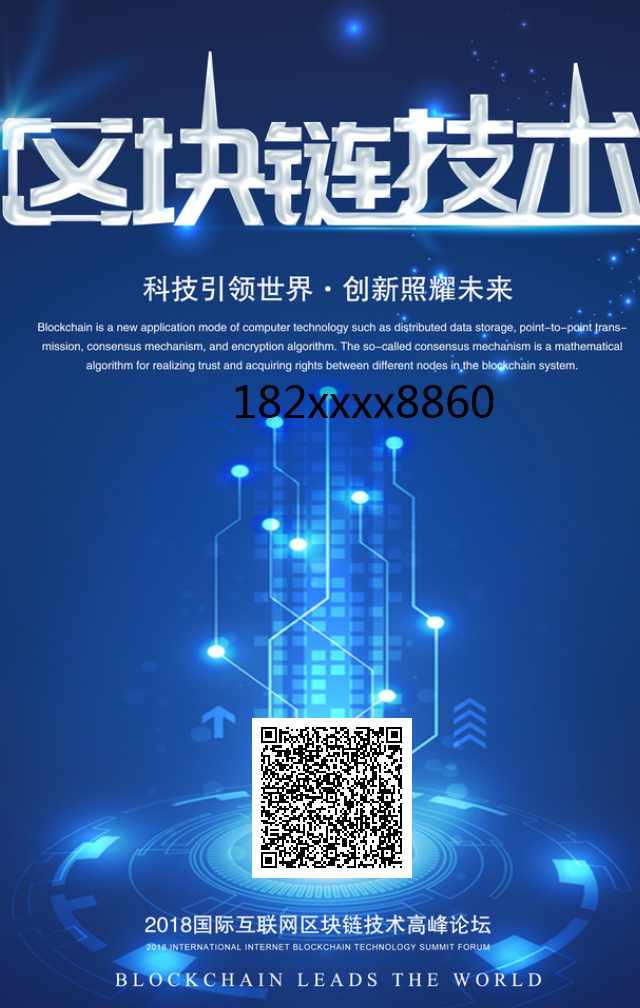 区块链技术
科技引领世界·创新照耀未来
Blockchain is a new application mode of computer technology such as distributed data storage, point-to-point trans-
mission, consensus mechanism, and encryption algorithm. The so-called consensus mechanism is a mathematical
algorithm for realizing trust and acquiring rights between different nodes in the blockchain system.
182xxxx8860
2018国际互联网区块链技术高峰论坛
2018 INTERNATIONAL INTERNET BLOCKCHAIN TECHNOLOGY SUMMIT FORUM
BLOCKCHAIN LEADS THE WORLD